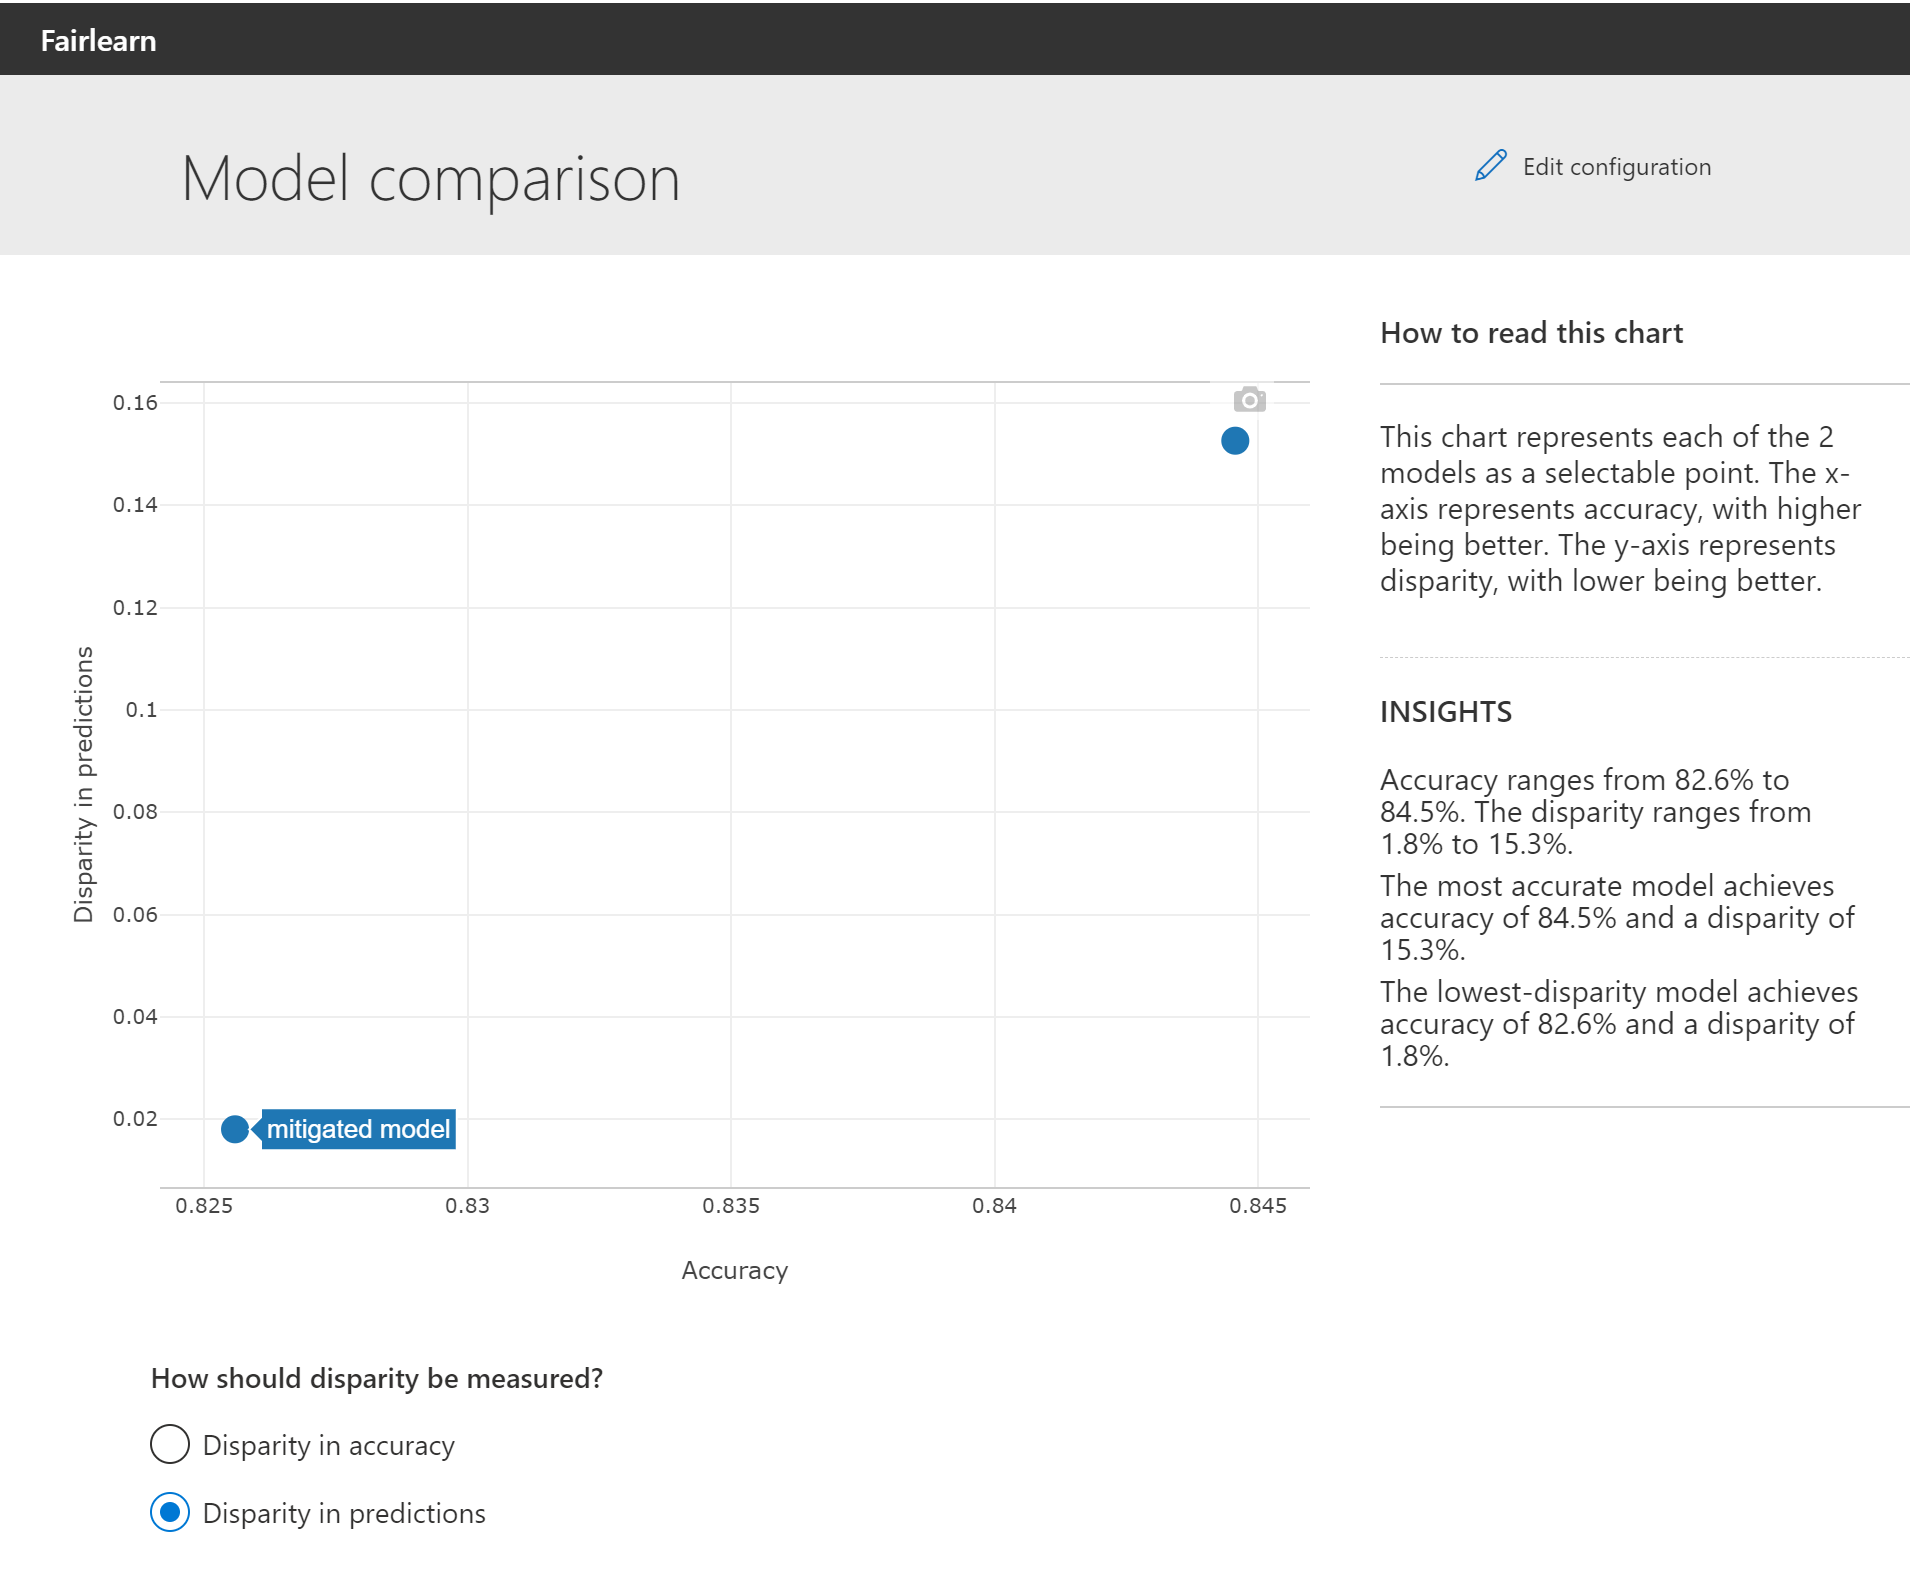 Fairlearn
Model comparison
Edit configuration
0.16
0.14
0.12
0.1
0.08
0.06
0.04
0.02
Disparity in predictions
mitigated model
0.825 0.83 0.835 0.84 0.845
Accuracy
How to read this chart
This chart represents each of the 2
models as a selectable point. The x-
axis represents accuracy, with higher
being better. The y-axis represents
disparity, with lower being better.
INSIGHTS
Accuracy ranges from 82.6% to
84.5%. The disparity ranges from
1.8% to 15.3%.
The most accurate model achieves
accuracy of 84.5% and a disparity of
15.3%.
The lowest-disparity model achieves
accuracy of 82.6% and a disparity of
1.8%.
How should disparity be measured?
Disparity in accuracy
Disparity in predictions